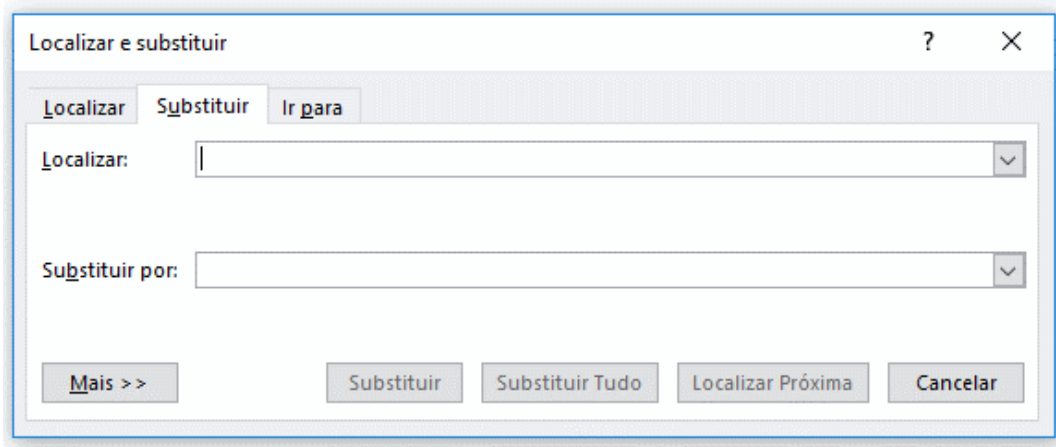 Localizar e substituir ?
Localizar Substituir Ir para
Localizar:
Substituir por:
Mais >> Substituir Substituir Tudo Localizar Próxima Cancelar